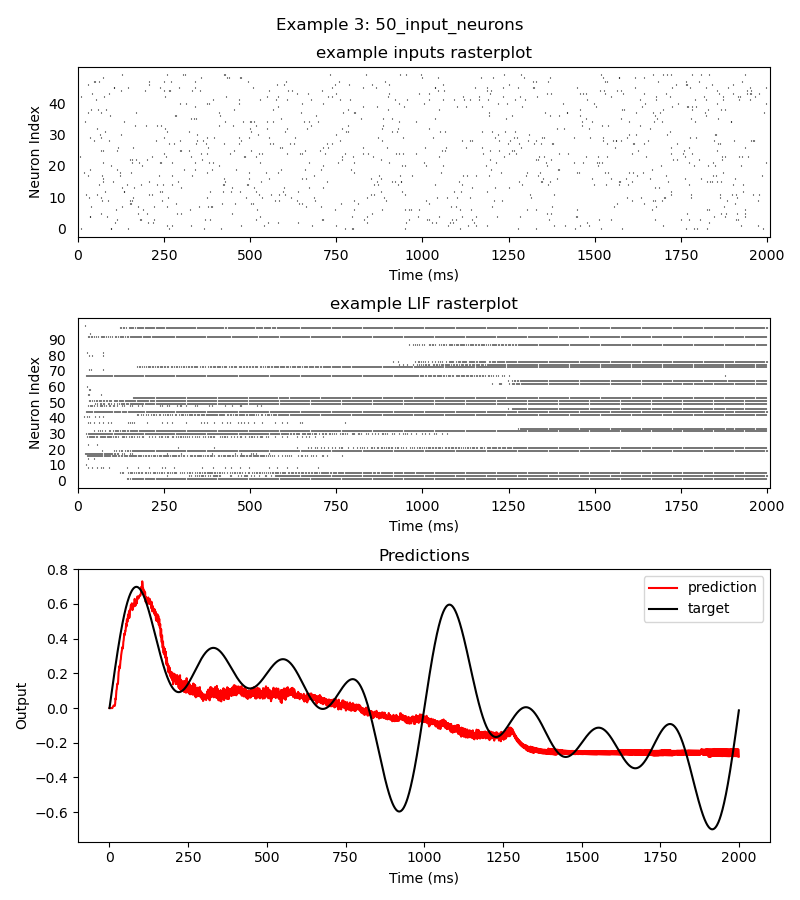 Example 3: 50_input_neurons
example inputs rasterplot
Neuron Index
40
30
20
10
0
0 250 500 750 1000 1250 1500 1750 2000
Time (ms)
example LIF rasterplot
Neuron Index
90
80
70
60
50
40
30
20
10
0
0 250 500 750 1000 1250 1500 1750 2000
Time (ms)
Predictions
Output
0.8
0.6
0.4
0.2
0.0
−0.2
−0.4
−0.6
prediction
target
0 250 500 750 1000 1250 1500 1750 2000
Time (ms)